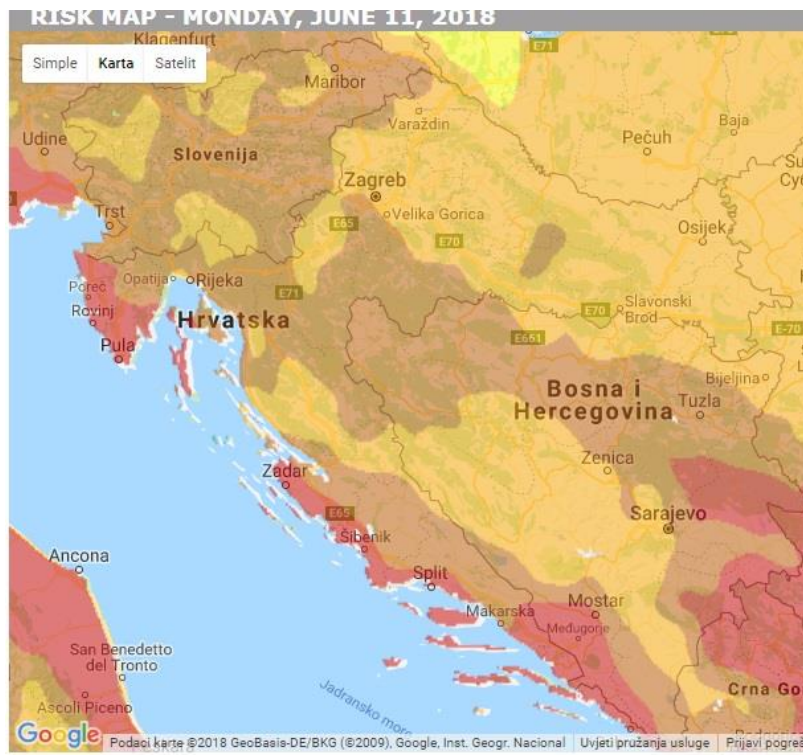 RISK MAP - MONDAY, JUNE 11, 2018
Klagenfurt
E71
Simple Karta Satelit
Maribor
Varaždin
Baja
Udine
Pečuh
Slovenija
Zagreb
Trst
Velika Gorica
E65
E70
Osijek
Opatija
Rijeka
Poreč
E71
Rovinj
Hrvatska
E70
Slavonski
Brod
E661
E-70
Pula
Bosna i
Hercegovina
Bijeljina
Tuzla
Zenica
Zadar
E65
Sarajevo
Šibenik
Ancona
Split
Makarska
Mostar
Međugorje
San Benedetto
del Tronto
Jadransko more
Crna Go
Ascoli Piceno
Google
Podaci karte ©2018 GeoBasis-DE/BKG (©2009), Google, Inst. Geogr. Nacional Uvjeti pružanja usluge Prijavi pogreš